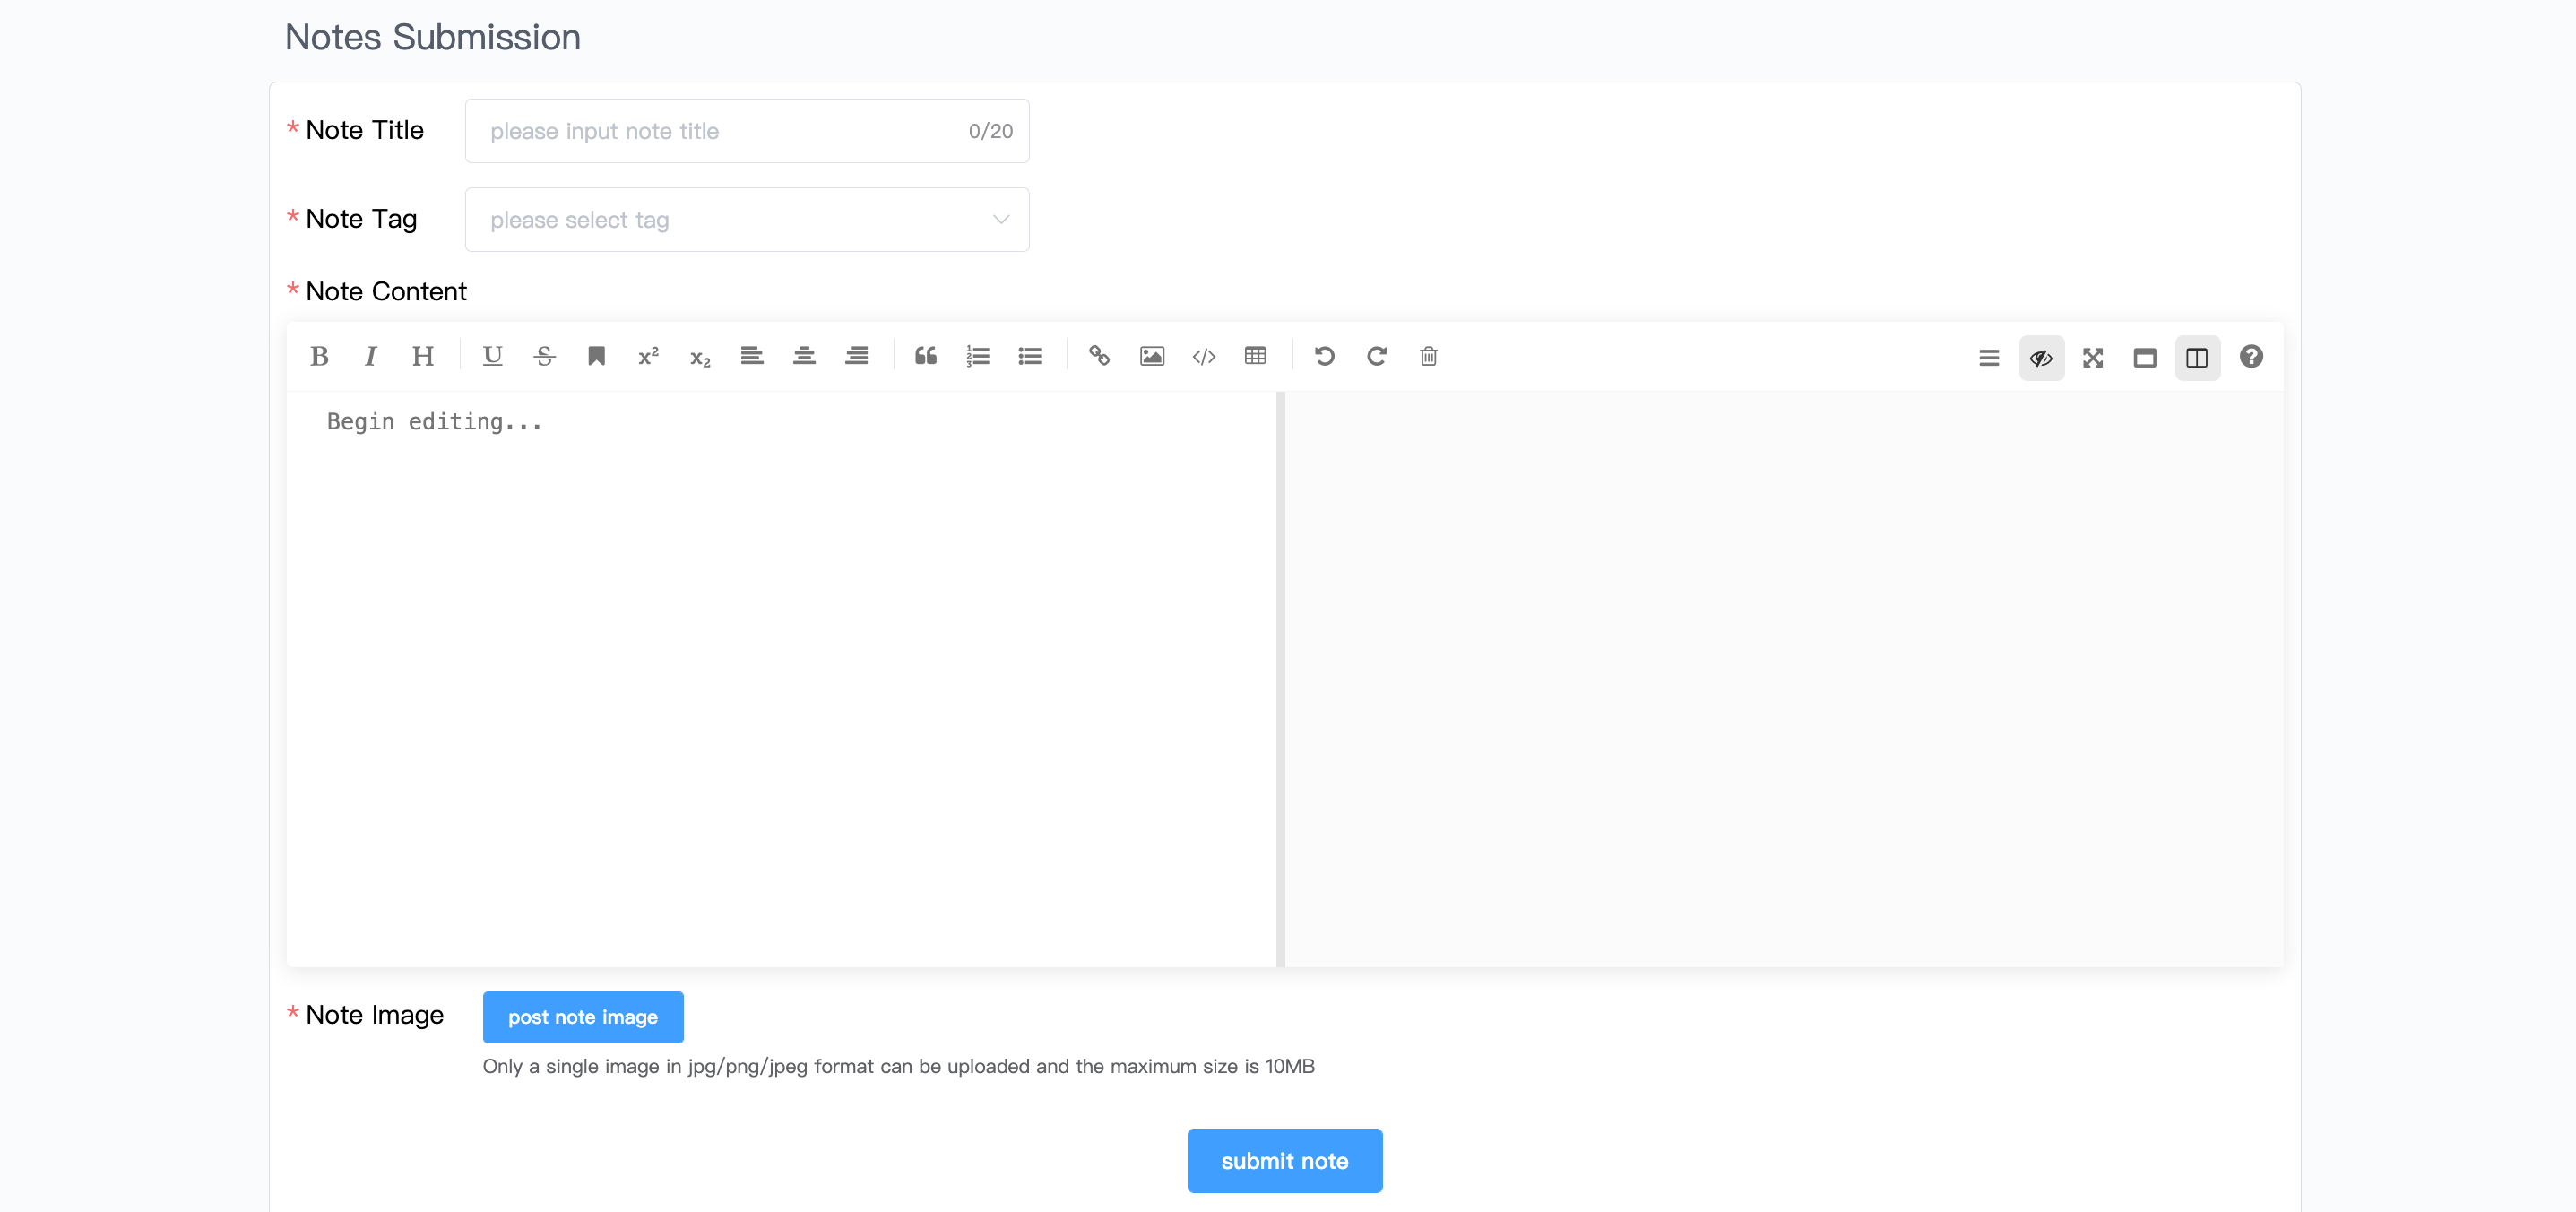 Notes Submission
* Note Title please input note title 0/20
* Note Tag please select tag
* Note Content
B I H U S x² x₂
Begin editing...
* Note Image post note image
Only a single image in jpg/png/jpeg format can be uploaded and the maximum size is 10MB
submit note